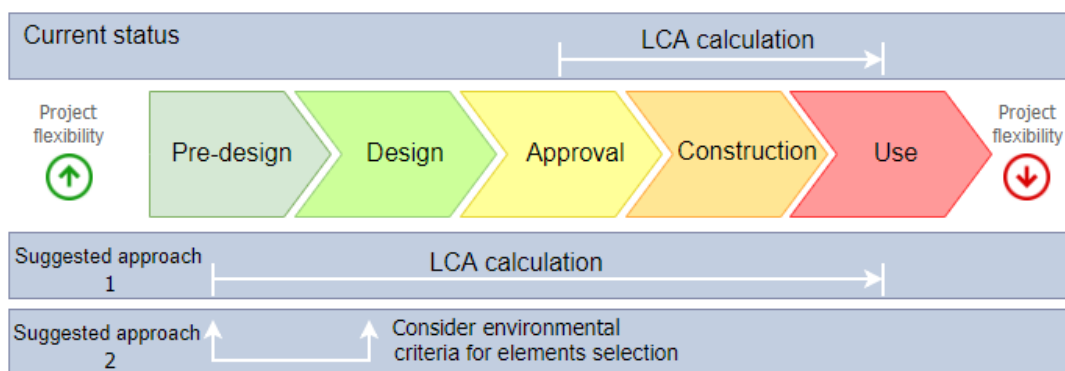 Current status
LCA calculation
Project
flexibility
Pre-design
Design
Approval
Construction
Use
Project
flexibility
Suggested approach
1
LCA calculation
Suggested approach
2
Consider environmental
criteria for elements selection